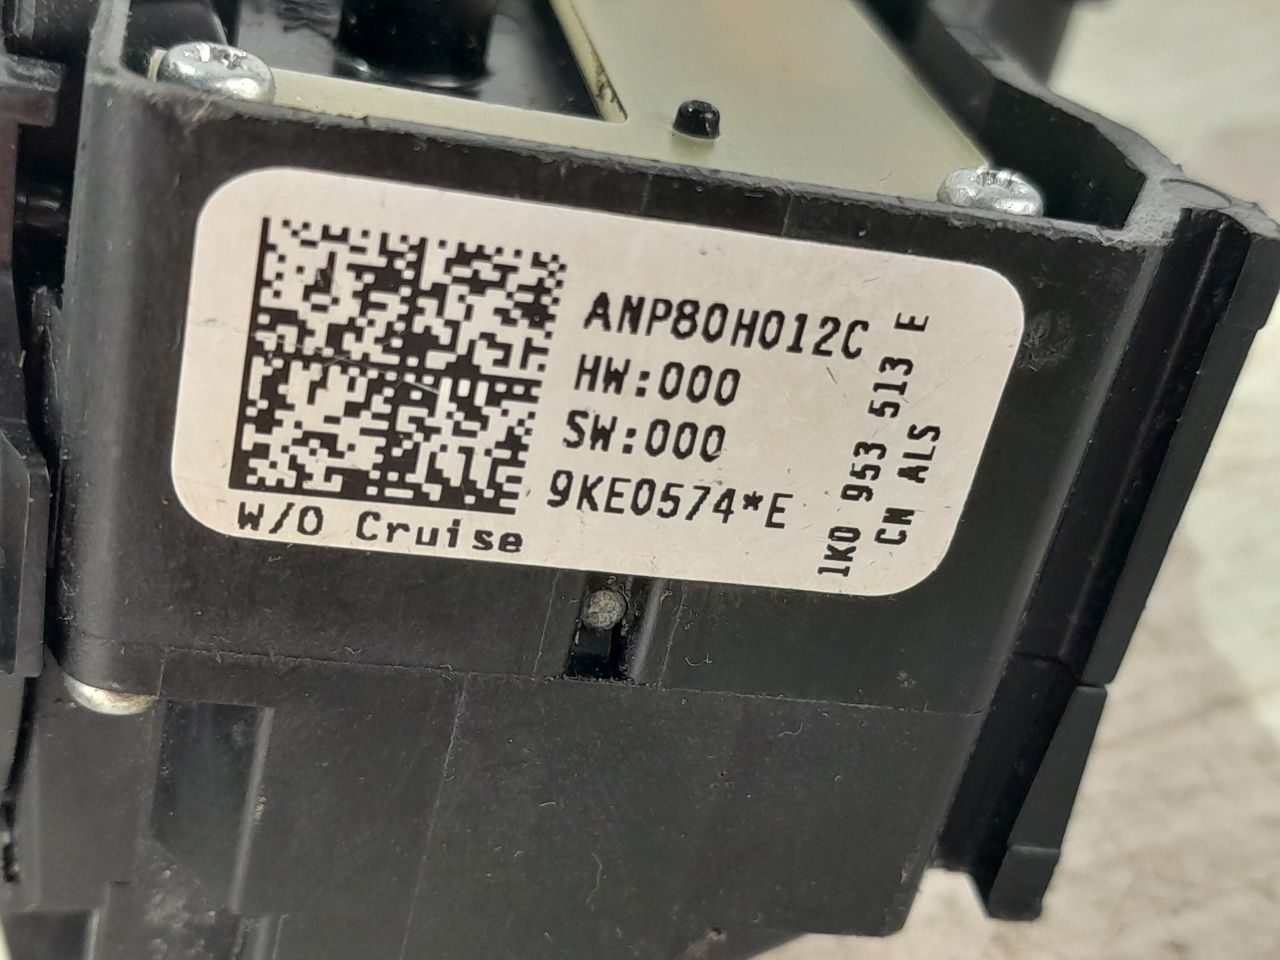 ANP80H012C
HW:000
SW:000
9KE0574*E
W/O Cruise
1K0 953 513 E
CN ALS